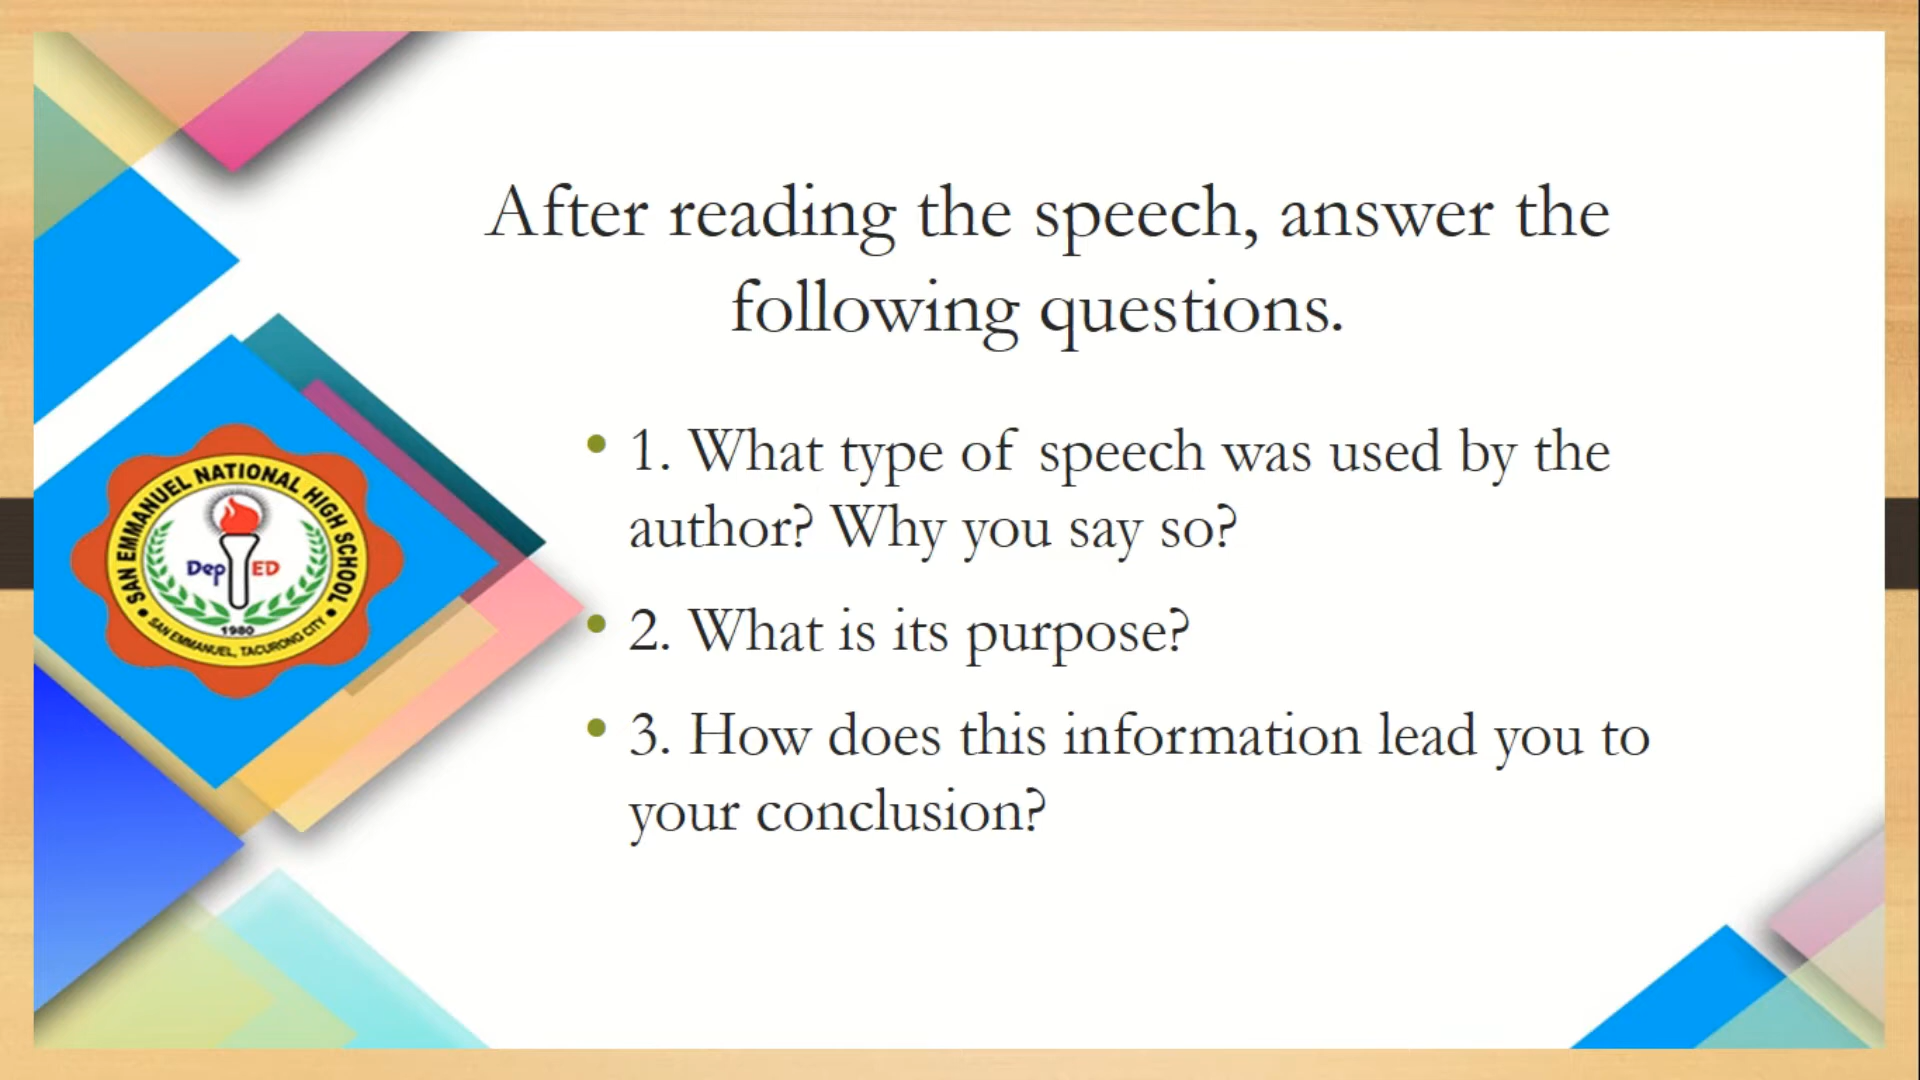 After reading the speech, answer the
following questions.
• 1. What type of speech was used by the
author? Why you say so?
• 2. What is its purpose?
• 3. How does this information lead you to
your conclusion?
SAN EMMANUEL NATIONAL HIGH SCHOOL
DepED
1980
SAN EMMANUEL, TACURONG CITY